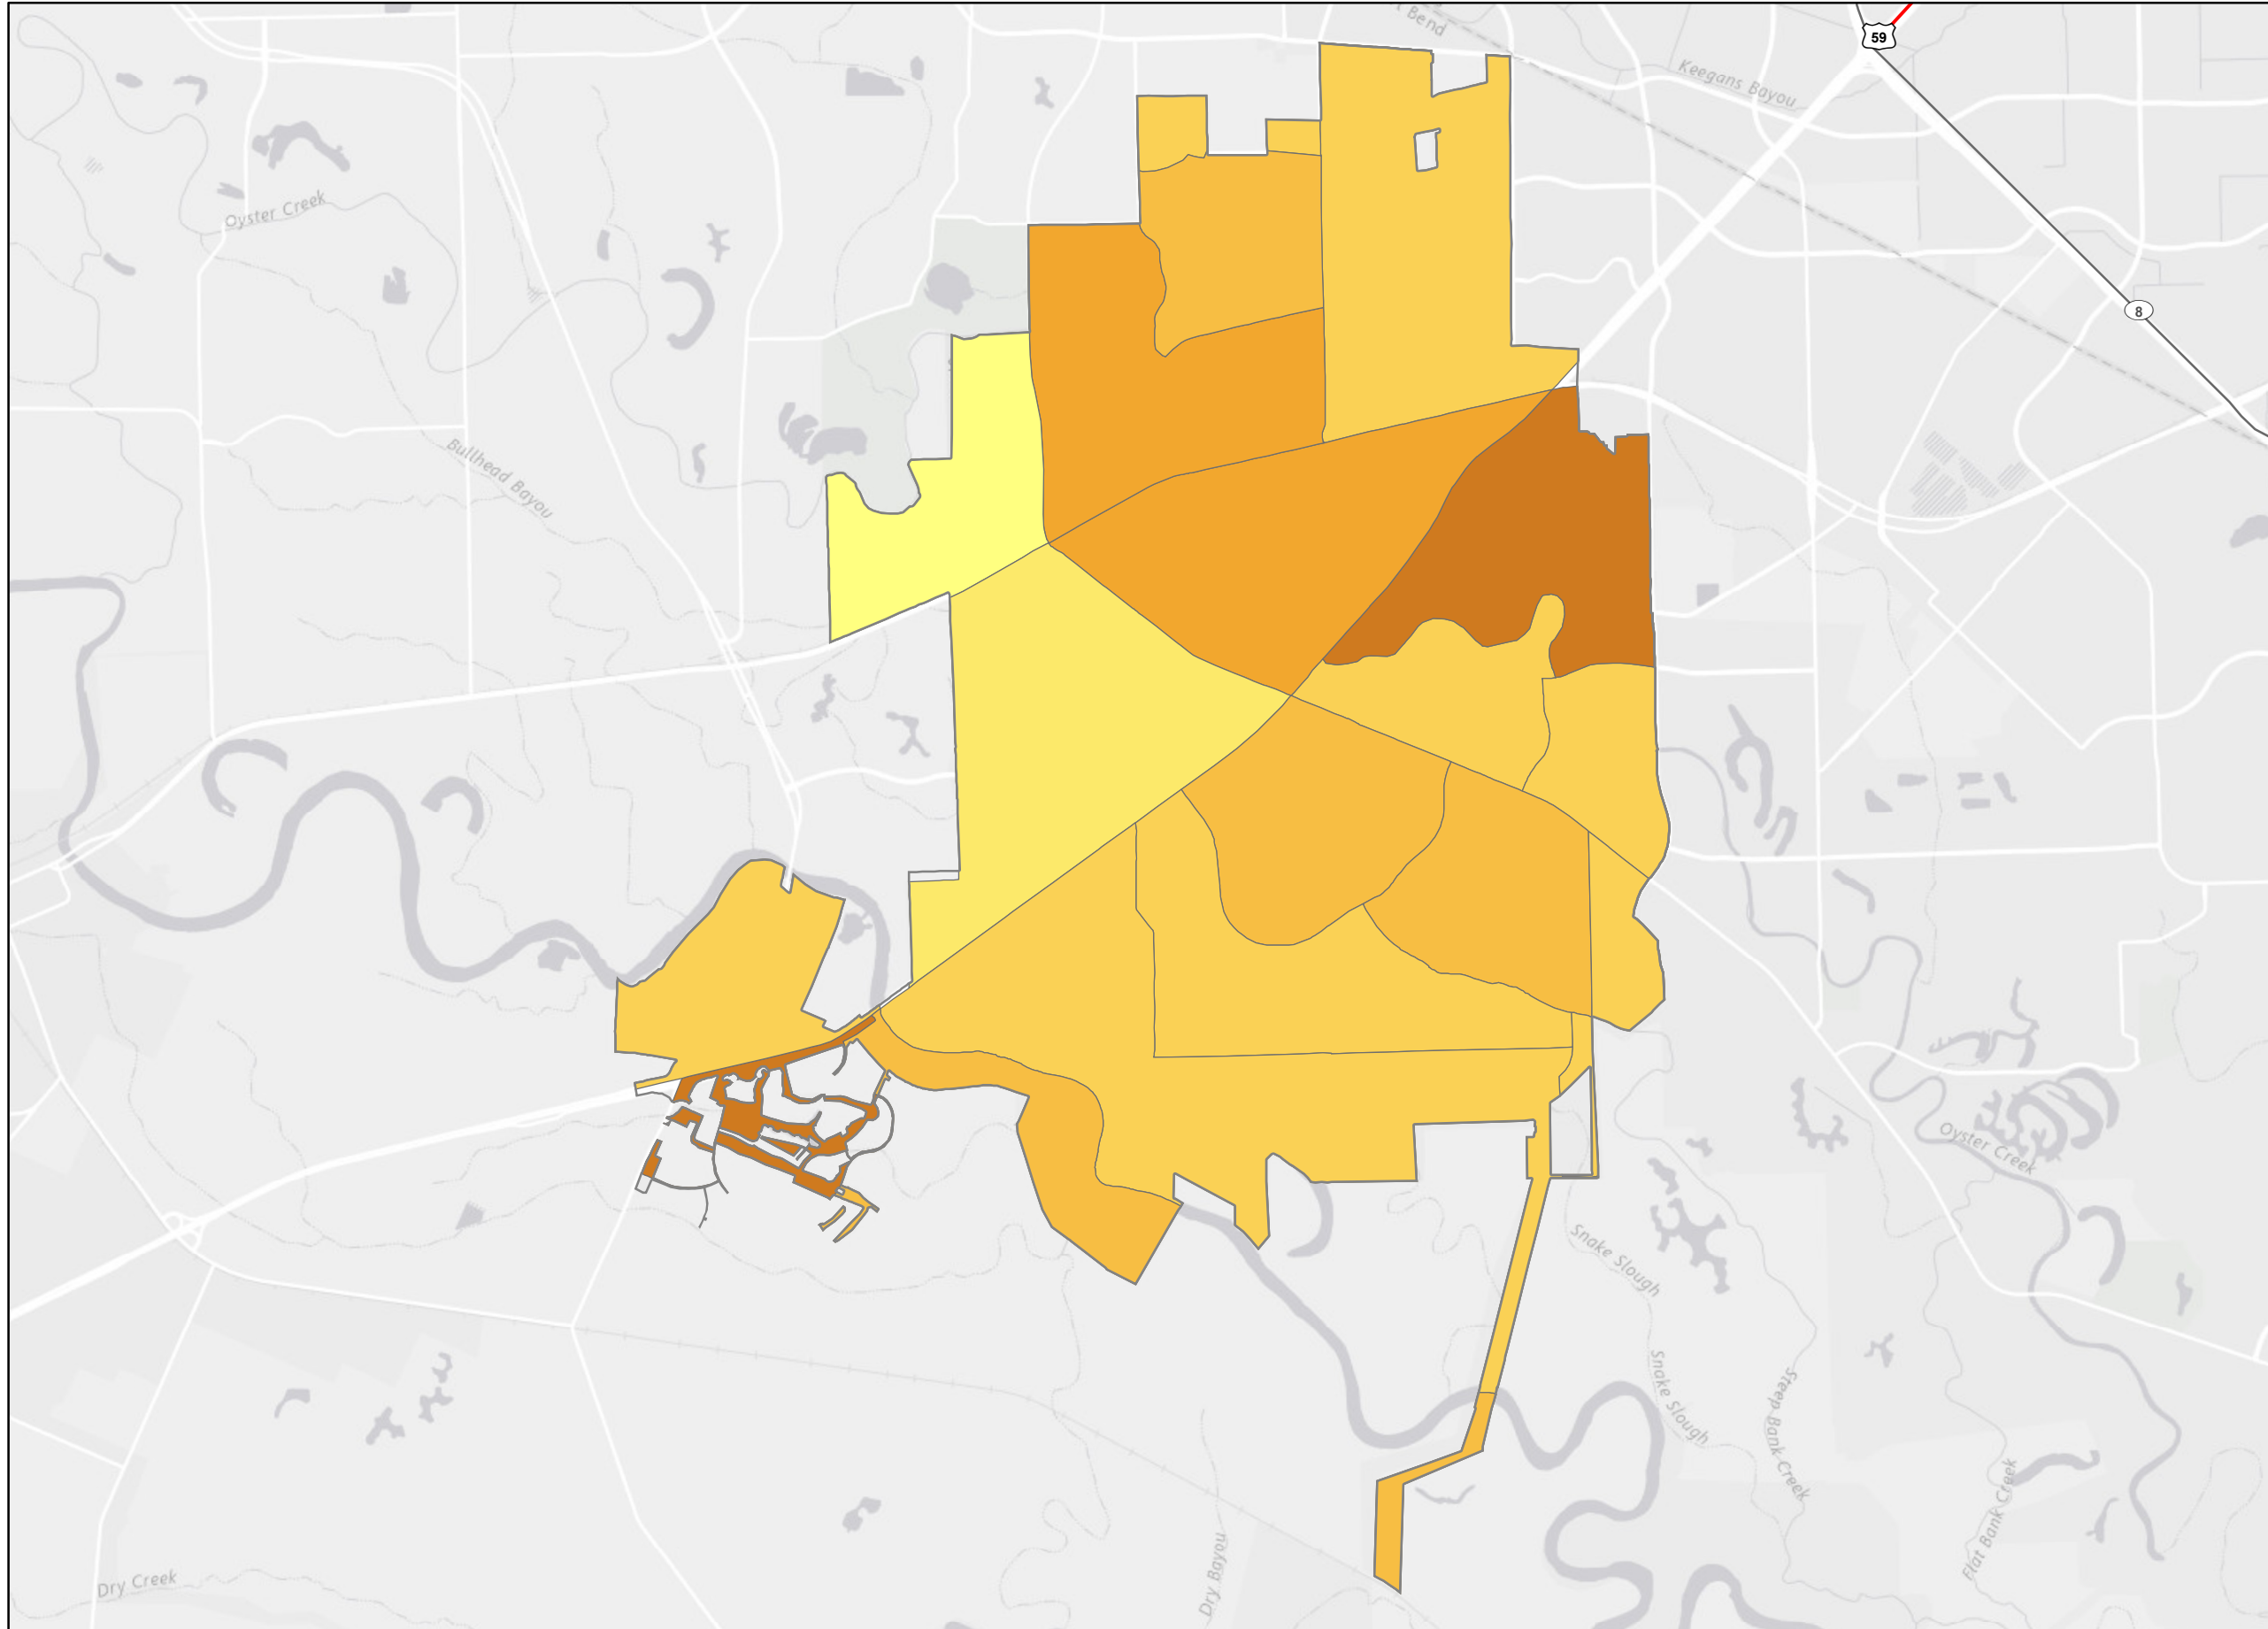 t Bend
59
Keegans Bayou
Oyster Creek
8
Bullhead Bayou
Oyster Creek
Snake Slough
Snake Slough
Steep Bank Creek
Flat Bank Creek
Dry Bayou
Dry Creek